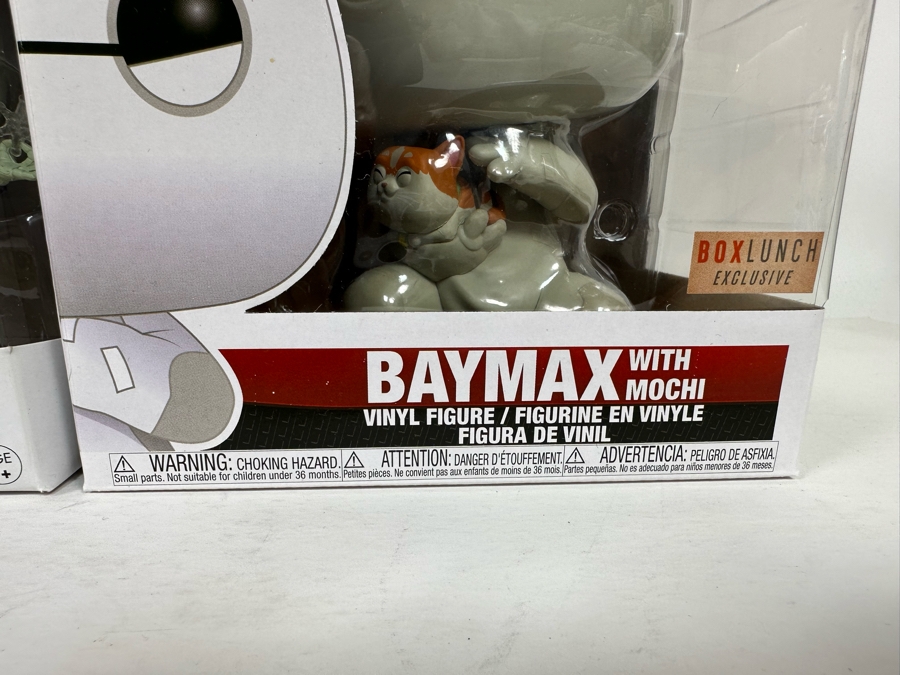 BOXLUNCH
EXCLUSIVE
BAYMAX WITH MOCHI
VINYL FIGURE / FIGURINE EN VINYLE
FIGURA DE VINIL
WARNING: CHOKING HAZARD.
Small parts. Not suitable for children under 36 months.
ATTENTION: DANGER D'ÉTOUFFEMENT.
Petites pièces. Ne convient pas aux enfants de moins de 36 mois.
ADVERTENCIA: PELIGRO DE ASFIXIA.
Partes pequeñas. No es adecuado para niños menores de 36 meses.